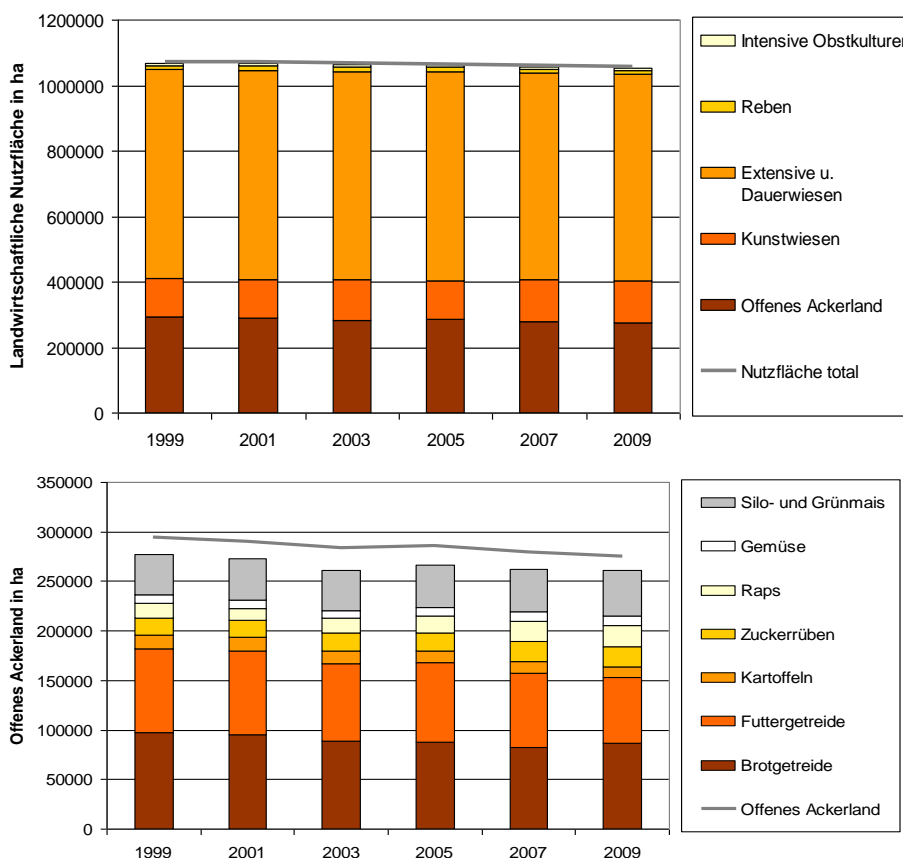 Landwirtschaftliche Nutzfläche in ha
1200000
1000000
800000
600000
400000
200000
0
1999 2001 2003 2005 2007 2009
Intensive Obstkulturen
Reben
Extensive u.
Dauerwiesen
Kunstwiesen
Offenes Ackerland
Nutzfläche total
Offenes Ackerland in ha
350000
300000
250000
200000
150000
100000
50000
0
1999 2001 2003 2005 2007 2009
Silo- und Grünmais
Gemüse
Raps
Zuckerrüben
Kartoffeln
Futtergetreide
Brotgetreide
Offenes Ackerland